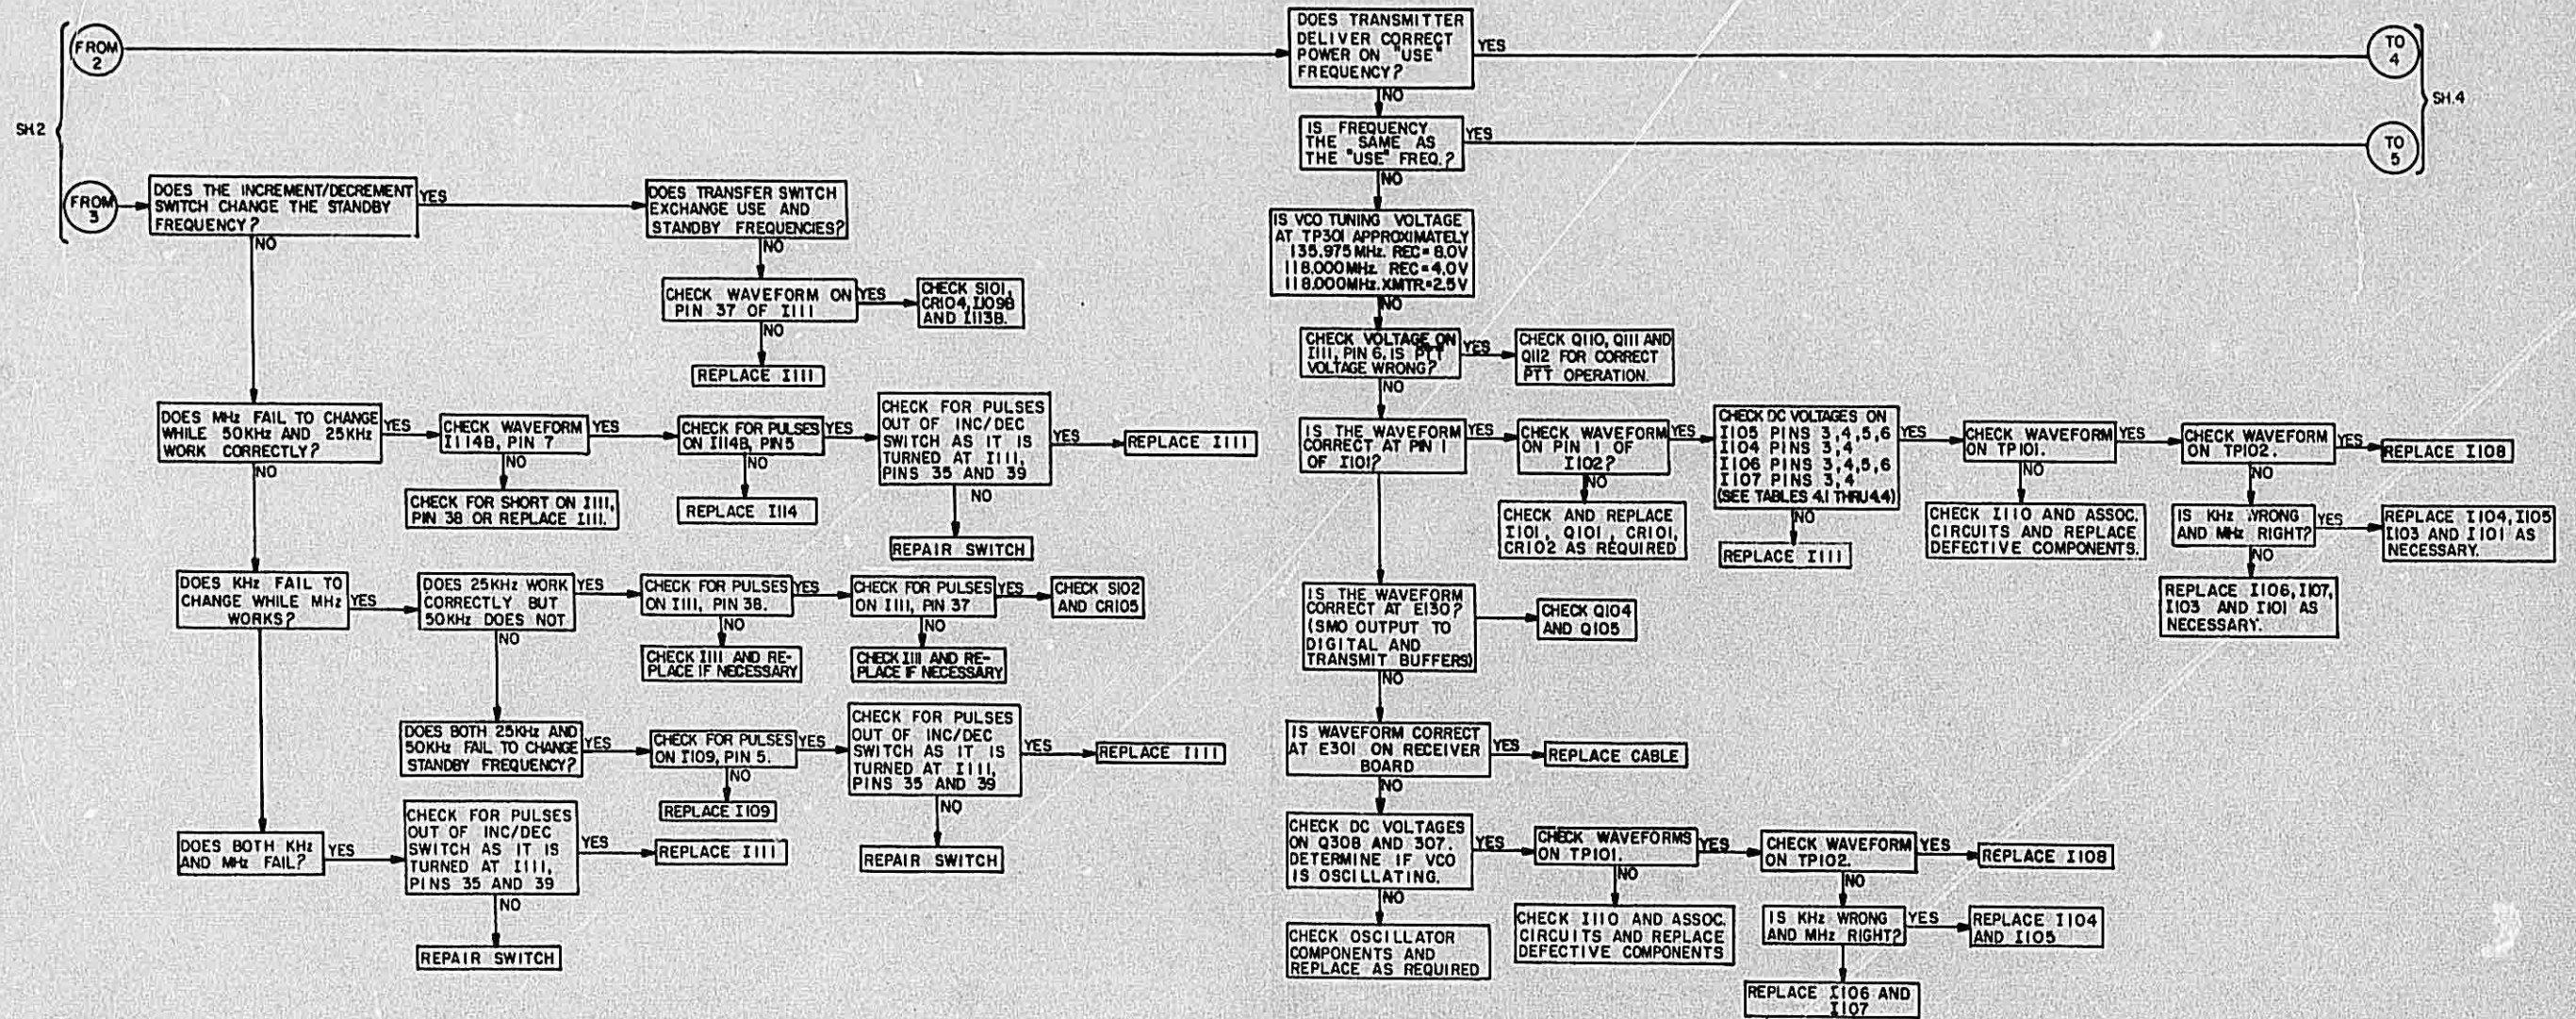 SH.2
FROM
2
DOES TRANSMITTER
DELIVER CORRECT
POWER ON "USE"
FREQUENCY?
YES
TO
4
SH.4
NO
IS FREQUENCY
THE SAME AS
THE "USE" FREQ.?
YES
TO
5
NO
IS VCO TUNING VOLTAGE
AT TP301 APPROXIMATELY
135.975MHz. REC=8.0V
118.000MHz. REC=4.0V
118.000MHz.XMTR=2.5V
NO
CHECK VOLTAGE ON
I111, PIN 6. IS PTT
VOLTAGE WRONG?
YES
CHECK Q110, Q111 AND
Q112 FOR CORRECT
PTT OPERATION.
NO
IS THE WAVEFORM
CORRECT AT PIN 1
OF I101?
YES
CHECK WAVEFORM
ON PIN 1 OF
I102?
YES
NO
CHECK AND REPLACE
I101, Q101, CR101,
CR102 AS REQUIRED
CHECK DC VOLTAGES ON
I105 PINS 3,4,5,6
I104 PINS 3,4
I106 PINS 3,4,5,6
I107 PINS 3,4
(SEE TABLES 4.1 THRU 4.4)
YES
NO
REPLACE I111
CHECK WAVEFORM
ON TP101.
YES
NO
CHECK I110 AND ASSOC.
CIRCUITS AND REPLACE
DEFECTIVE COMPONENTS.
CHECK WAVEFORM
ON TP102.
YES
REPLACE I108
NO
IS KHz WRONG
AND MHz RIGHT?
YES
REPLACE I104, I105
I103 AND I101 AS
NECESSARY.
NO
REPLACE I106, I107,
I103 AND I101 AS
NECESSARY.
IS THE WAVEFORM
CORRECT AT E130?
(SMO OUTPUT TO
DIGITAL AND
TRANSMIT BUFFERS)
CHECK Q104
AND Q105
NO
IS WAVEFORM CORRECT
AT E301 ON RECEIVER
BOARD
YES
REPLACE CABLE
NO
CHECK DC VOLTAGES
ON Q308 AND 307.
DETERMINE IF VCO
IS OSCILLATING.
YES
NO
CHECK OSCILLATOR
COMPONENTS AND
REPLACE AS REQUIRED
CHECK WAVEFORMS
ON TP101.
YES
NO
CHECK I110 AND ASSOC.
CIRCUITS AND REPLACE
DEFECTIVE COMPONENTS
CHECK WAVEFORM
ON TP102.
YES
REPLACE I108
NO
IS KHz WRONG
AND MHz RIGHT?
YES
REPLACE I104
AND I105
REPLACE I106 AND
I107
FROM
3
DOES THE INCREMENT/DECREMENT
SWITCH CHANGE THE STANDBY
FREQUENCY?
YES
NO
DOES TRANSFER SWITCH
EXCHANGE USE AND
STANDBY FREQUENCIES?
NO
CHECK WAVEFORM ON
PIN 37 OF I111
YES
CHECK S101,
CR104, I109B
AND I113B.
NO
REPLACE I111
DOES MHz FAIL TO CHANGE
WHILE 50KHz AND 25KHz
WORK CORRECTLY?
YES
NO
CHECK WAVEFORM
I114B, PIN 7
YES
NO
CHECK FOR SHORT ON I111,
PIN 38 OR REPLACE I111.
CHECK FOR PULSES
ON I114B, PIN 5
YES
NO
REPLACE I114
CHECK FOR PULSES
OUT OF INC/DEC
SWITCH AS IT IS
TURNED AT I111,
PINS 35 AND 39
YES
REPLACE I111
NO
REPAIR SWITCH
DOES KHz FAIL TO
CHANGE WHILE MHz
WORKS?
YES
DOES 25KHz WORK
CORRECTLY BUT
50KHz DOES NOT
YES
NO
CHECK FOR PULSES
ON I111, PIN 38.
YES
NO
CHECK I111 AND RE-
PLACE IF NECESSARY
CHECK FOR PULSES
ON I111, PIN 37
YES
CHECK S102
AND CR105
NO
CHECK I111 AND RE-
PLACE IF NECESSARY
DOES BOTH 25KHz AND
50KHz FAIL TO CHANGE
STANDBY FREQUENCY?
YES
CHECK FOR PULSES
ON I109, PIN 5.
YES
NO
REPLACE I109
CHECK FOR PULSES
OUT OF INC/DEC
SWITCH AS IT IS
TURNED AT I111,
PINS 35 AND 39
YES
REPLACE I111
NO
REPAIR SWITCH
DOES BOTH KHz
AND MHz FAIL?
YES
CHECK FOR PULSES
OUT OF INC/DEC
SWITCH AS IT IS
TURNED AT I111,
PINS 35 AND 39
YES
REPLACE I111
NO
REPAIR SWITCH